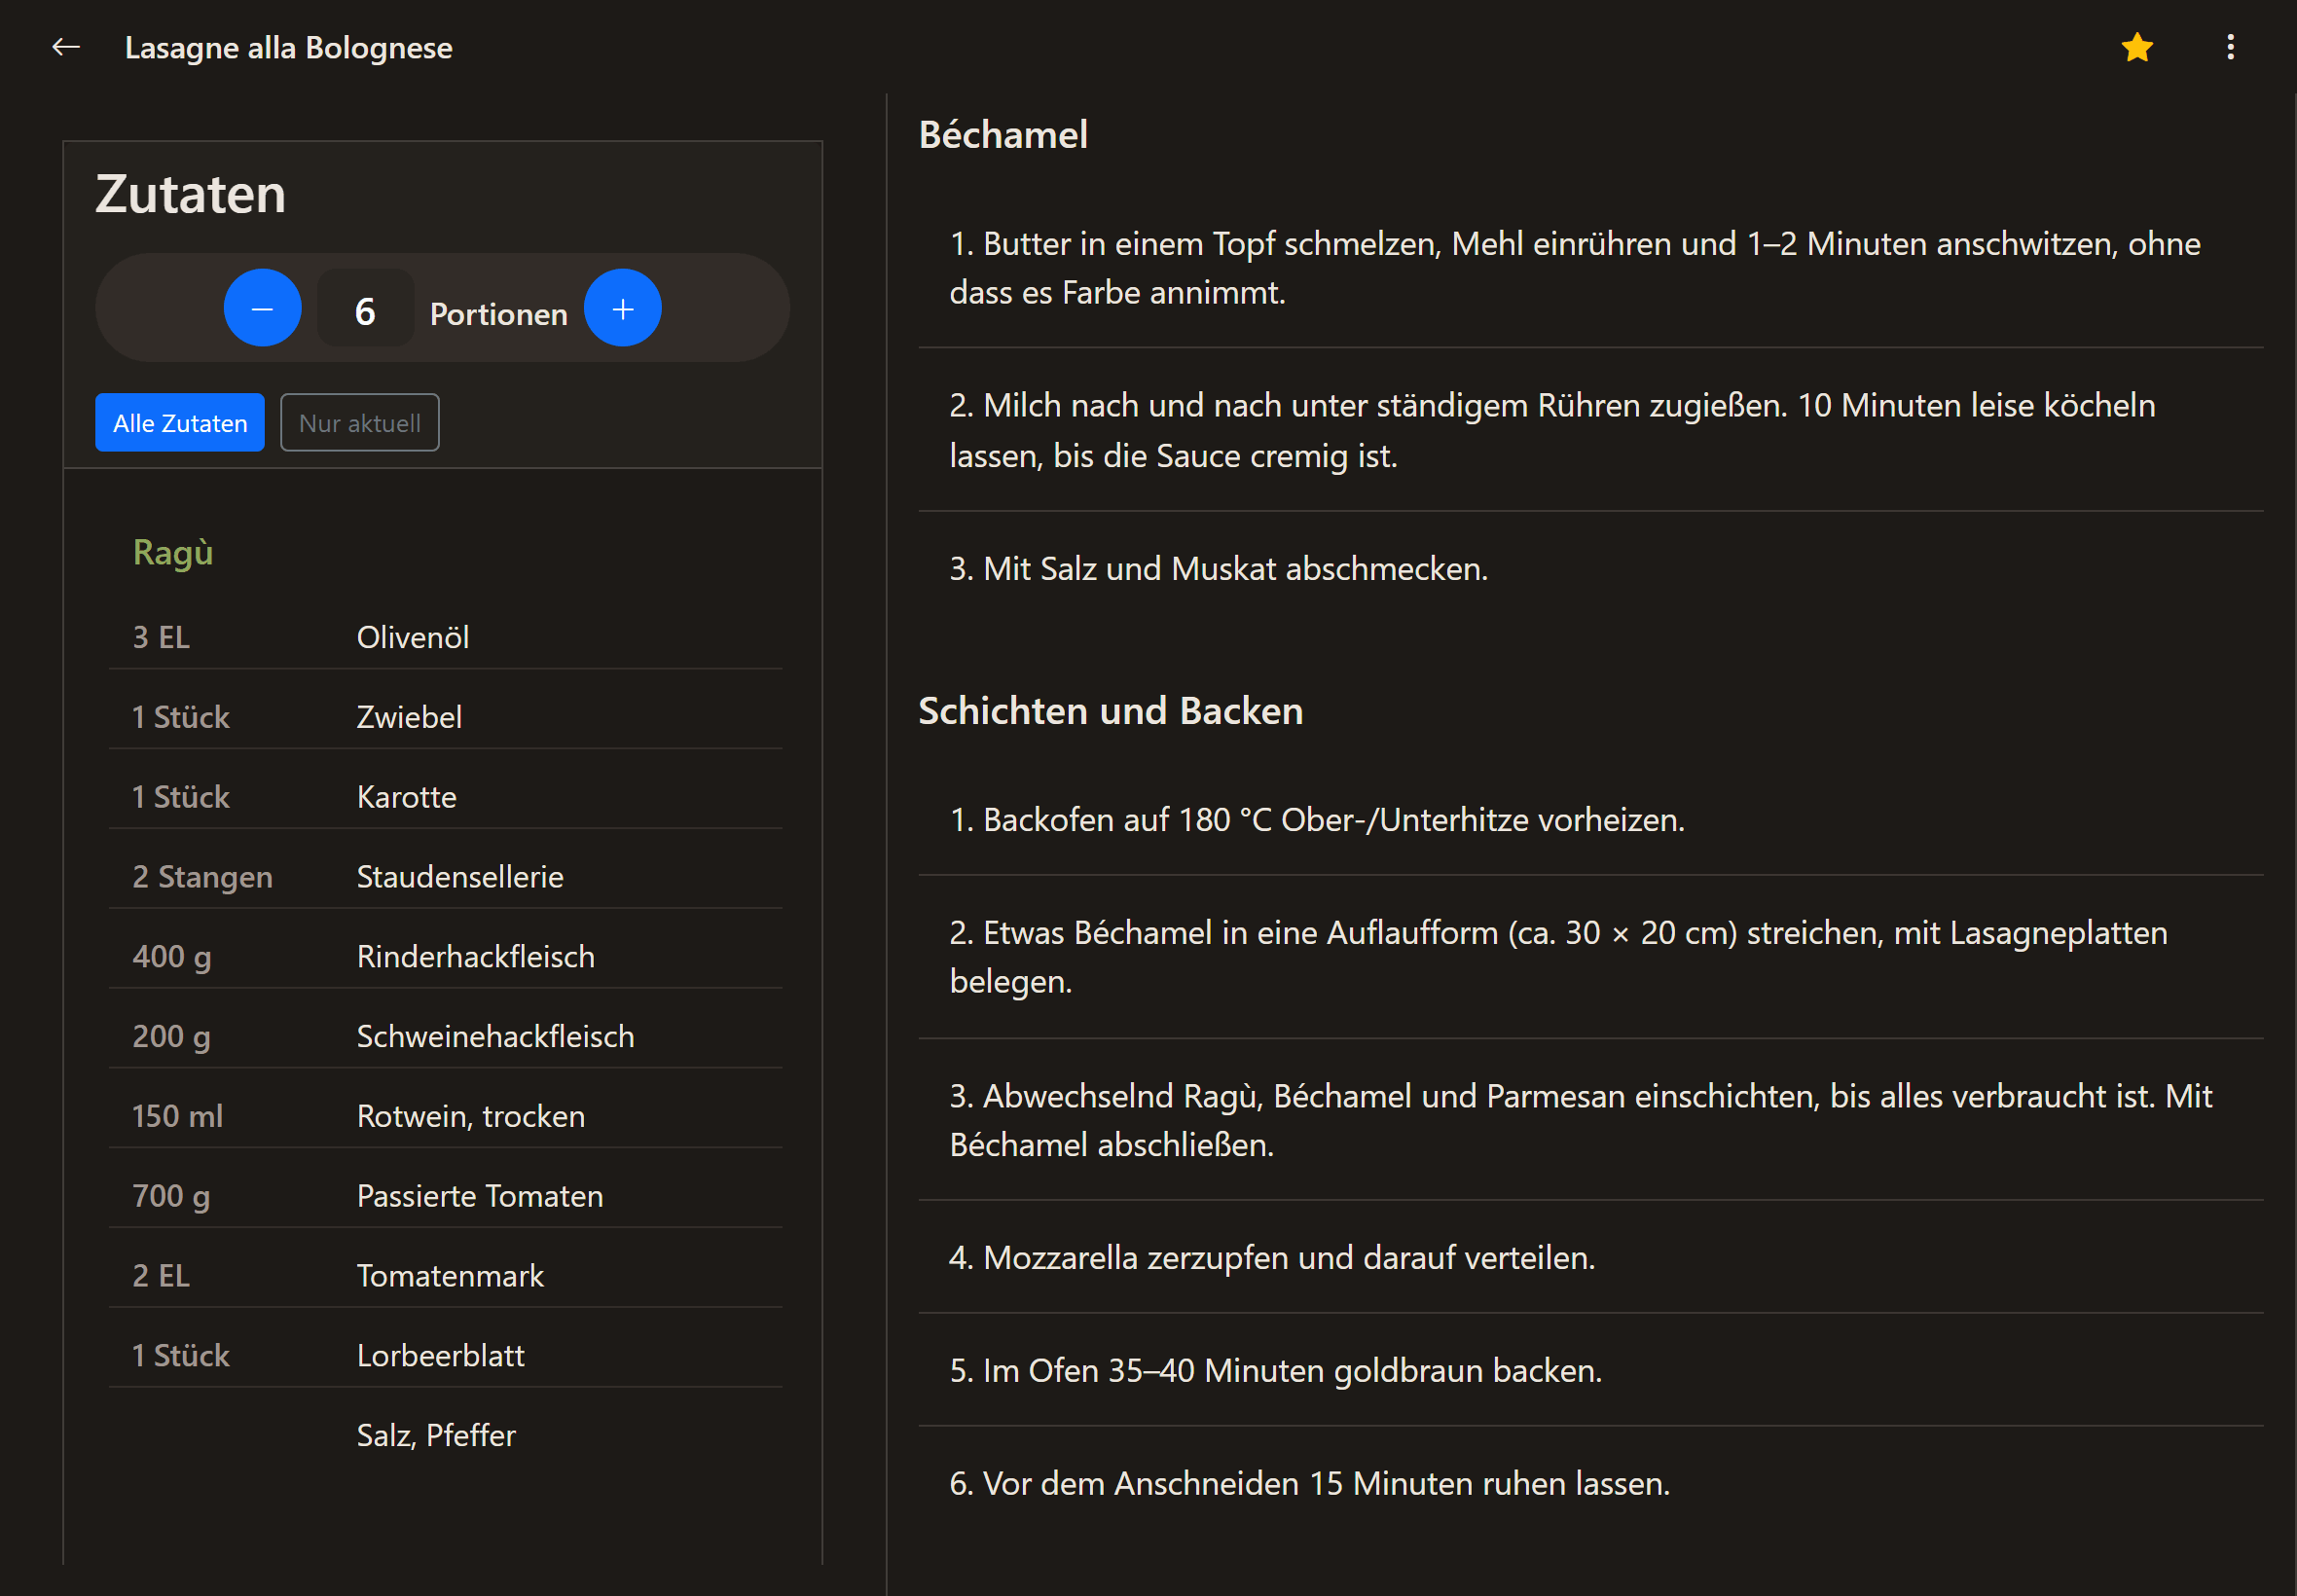 Lasagne alla Bolognese
Zutaten
6 Portionen
Alle Zutaten
Nur aktuell
Ragù
3 EL Olivenöl
1 Stück Zwiebel
1 Stück Karotte
2 Stangen Staudensellerie
400 g Rinderhackfleisch
200 g Schweinehackfleisch
150 ml Rotwein, trocken
700 g Passierte Tomaten
2 EL Tomatenmark
1 Stück Lorbeerblatt
Salz, Pfeffer
Béchamel
1. Butter in einem Topf schmelzen, Mehl einrühren und 1–2 Minuten anschwitzen, ohne
dass es Farbe annimmt.
2. Milch nach und nach unter ständigem Rühren zugießen. 10 Minuten leise köcheln
lassen, bis die Sauce cremig ist.
3. Mit Salz und Muskat abschmecken.
Schichten und Backen
1. Backofen auf 180 °C Ober-/Unterhitze vorheizen.
2. Etwas Béchamel in eine Auflaufform (ca. 30 × 20 cm) streichen, mit Lasagneplatten
belegen.
3. Abwechselnd Ragù, Béchamel und Parmesan einschichten, bis alles verbraucht ist. Mit
Béchamel abschließen.
4. Mozzarella zerzupfen und darauf verteilen.
5. Im Ofen 35–40 Minuten goldbraun backen.
6. Vor dem Anschneiden 15 Minuten ruhen lassen.